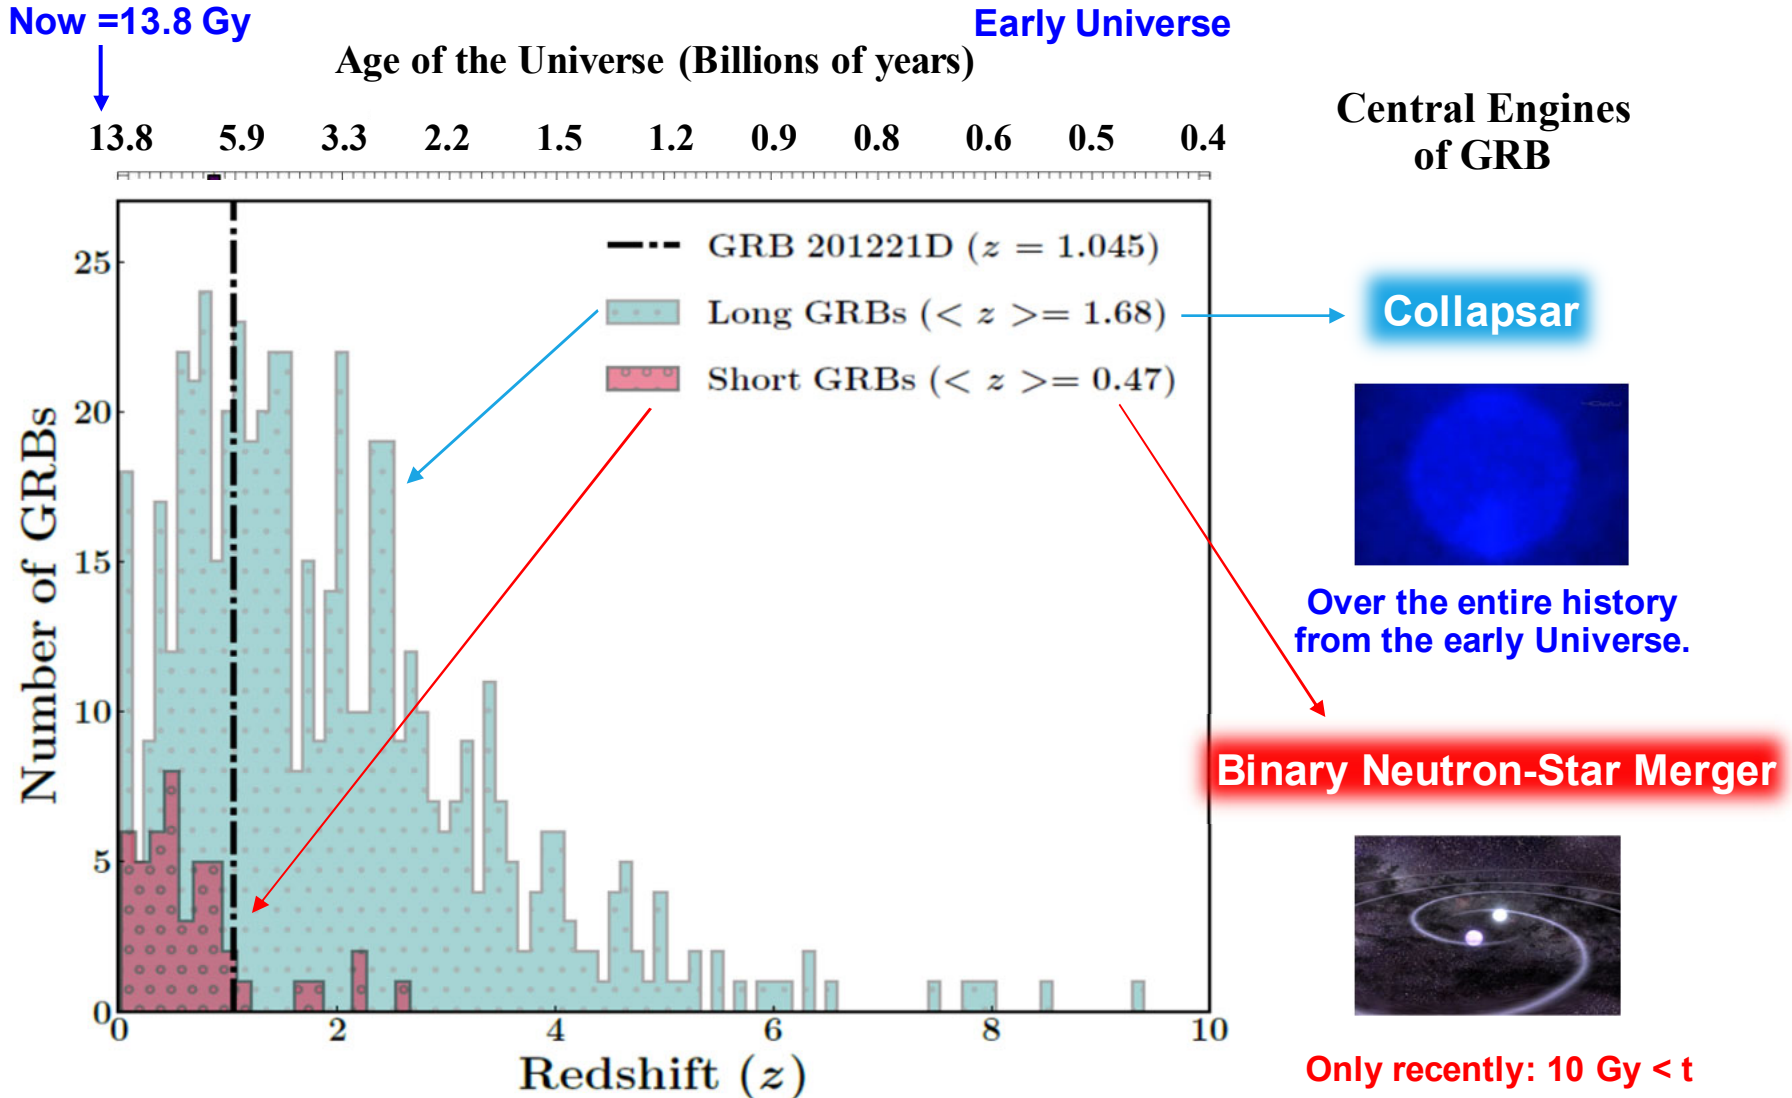 Now =13.8 Gy
Early Universe
Age of the Universe (Billions of years)
13.8 5.9 3.3 2.2 1.5 1.2 0.9 0.8 0.6 0.5 0.4
Central Engines
of GRB
GRB 201221D (z = 1.045)
Long GRBs (< z >= 1.68)
Short GRBs (< z >= 0.47)
Collapsar
Over the entire history
from the early Universe.
Binary Neutron-Star Merger
Only recently: 10 Gy < t
Number of GRBs
25
20
15
10
5
0
0 2 4 6 8 10
Redshift (z)